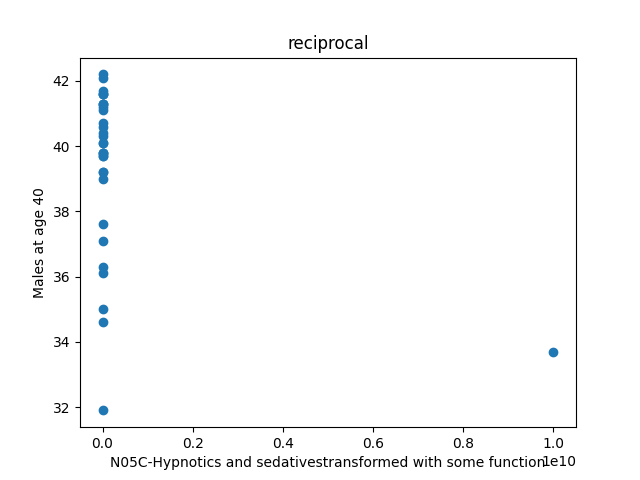 reciprocal
42
40
38
36
34
32
Males at age 40
0.0 0.2 0.4 0.6 0.8 1.0
N05C-Hypnotics and sedativestransformed with some function
1e10